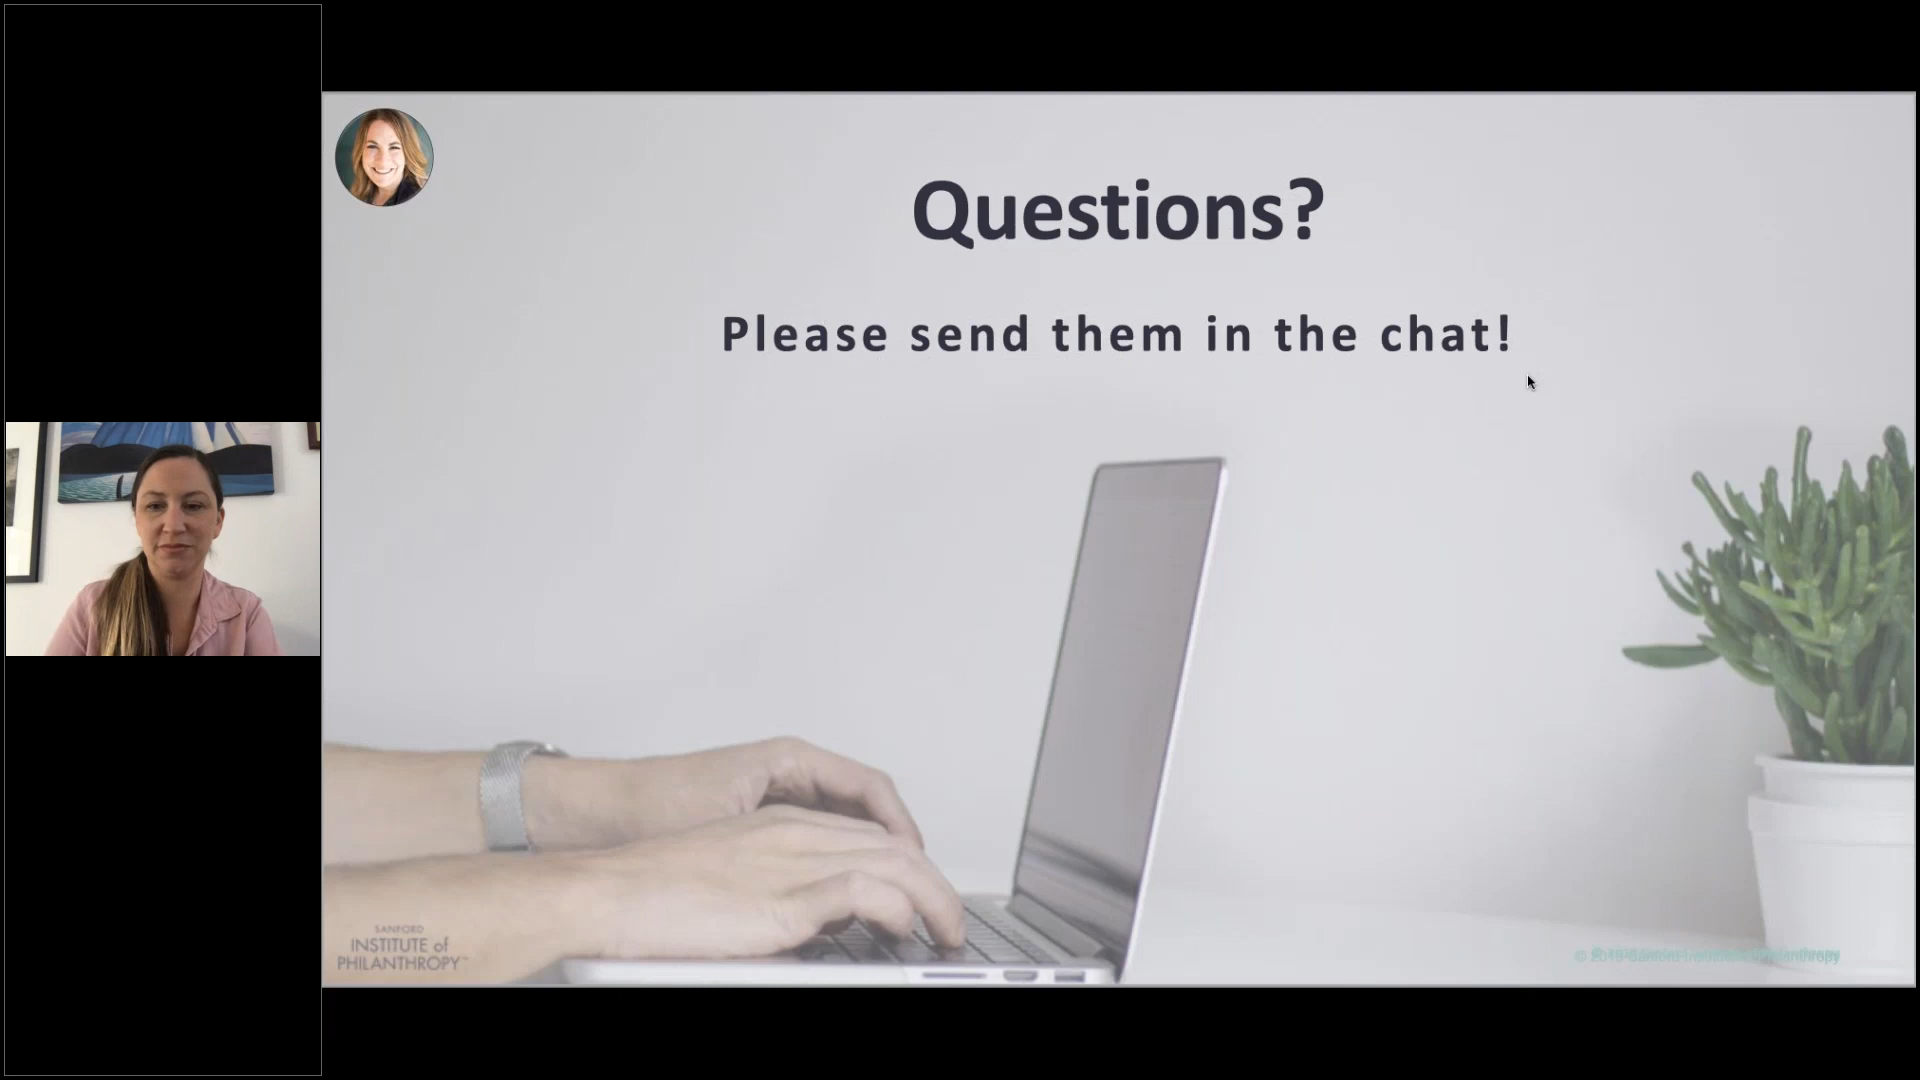 Questions?
Please send them in the chat!
SANFORD
INSTITUTE of
PHILANTHROPY